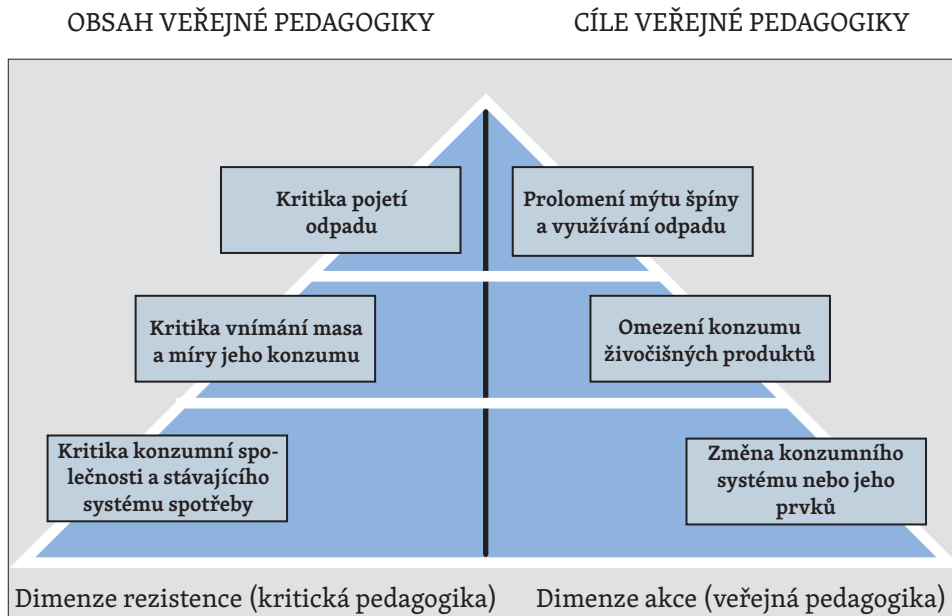 OBSAH VEŘEJNÉ PEDAGOGIKY
CÍLE VEŘEJNÉ PEDAGOGIKY
Kritika pojetí
odpadu
Prolomení mýtu špíny
a využívání odpadu
Kritika vnímání masa
a míry jeho konzumu
Omezení konzumu
živočišných produktů
Kritika konzumní spo-
lečnosti a stávajícího
systému spotřeby
Změna konzumního
systému nebo jeho
prvků
Dimenze rezistence (kritická pedagogika)
Dimenze akce (veřejná pedagogika)